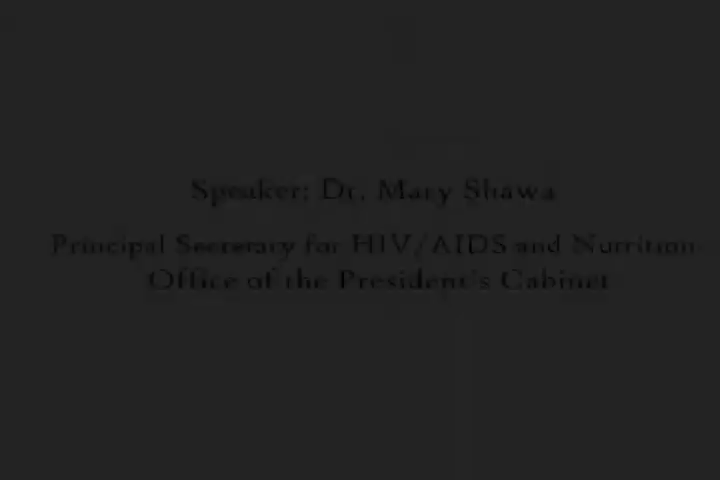 Speaker: Dr. Mary Shawa
Principal Secretary for HIV/AIDS and Nutrition
Office of the President's Cabinet